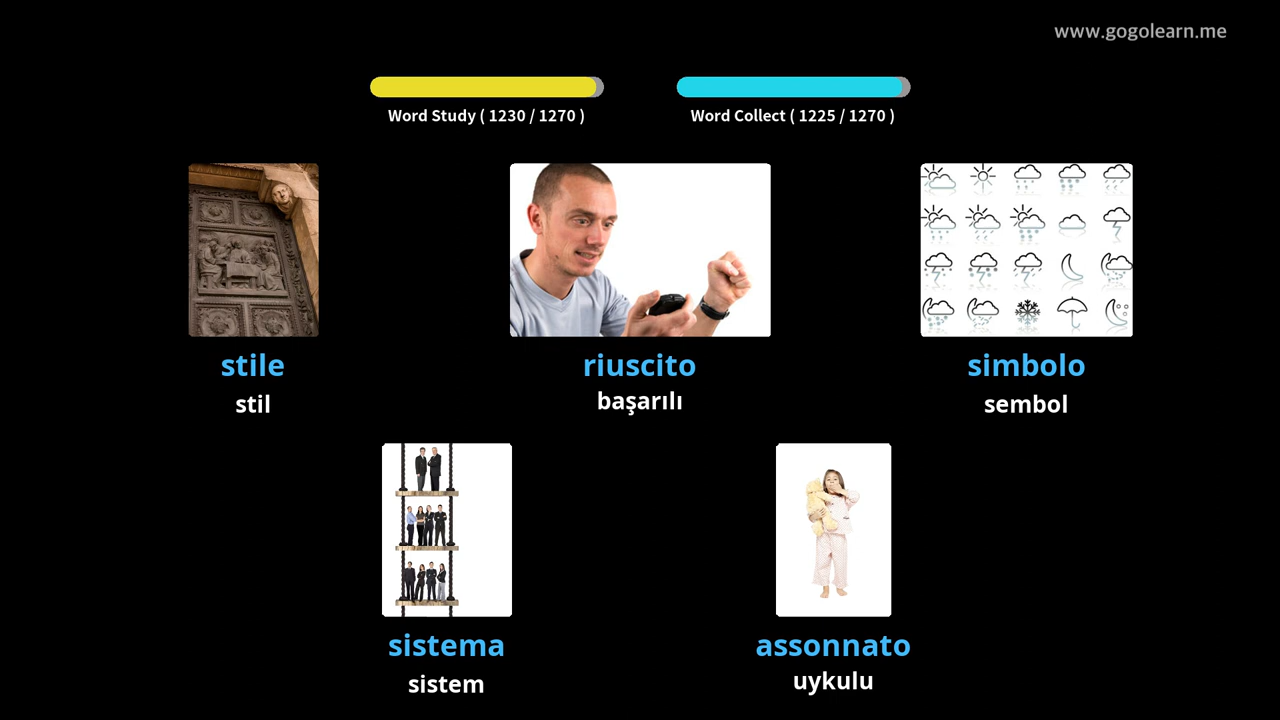 www.gogolearn.me
Word Study ( 1230 / 1270 )
Word Collect ( 1225 / 1270 )
stile
stil
riuscito
başarılı
simbolo
sembol
sistema
sistem
assonnato
uykulu